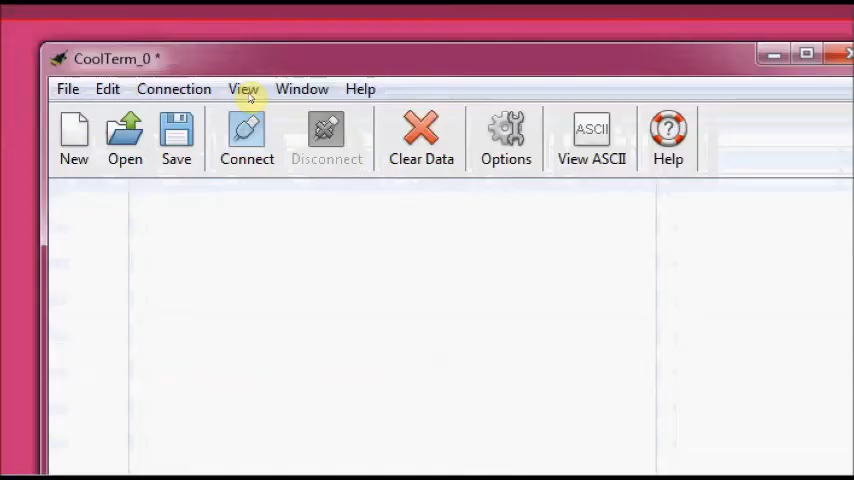 CoolTerm_0 *
File Edit Connection View Window Help
ASCII
New Open Save Connect Disconnect Clear Data Options View ASCII Help